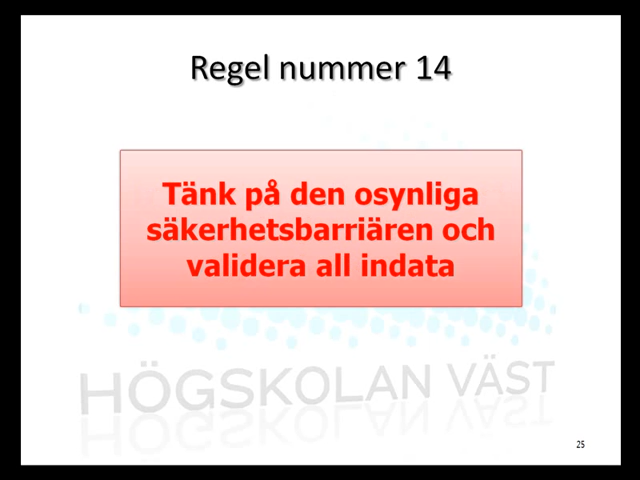 Regel nummer 14
Tänk på den osynliga
säkerhetsbarriären och
validera all indata
HÖGSKOLAN VÄST
25